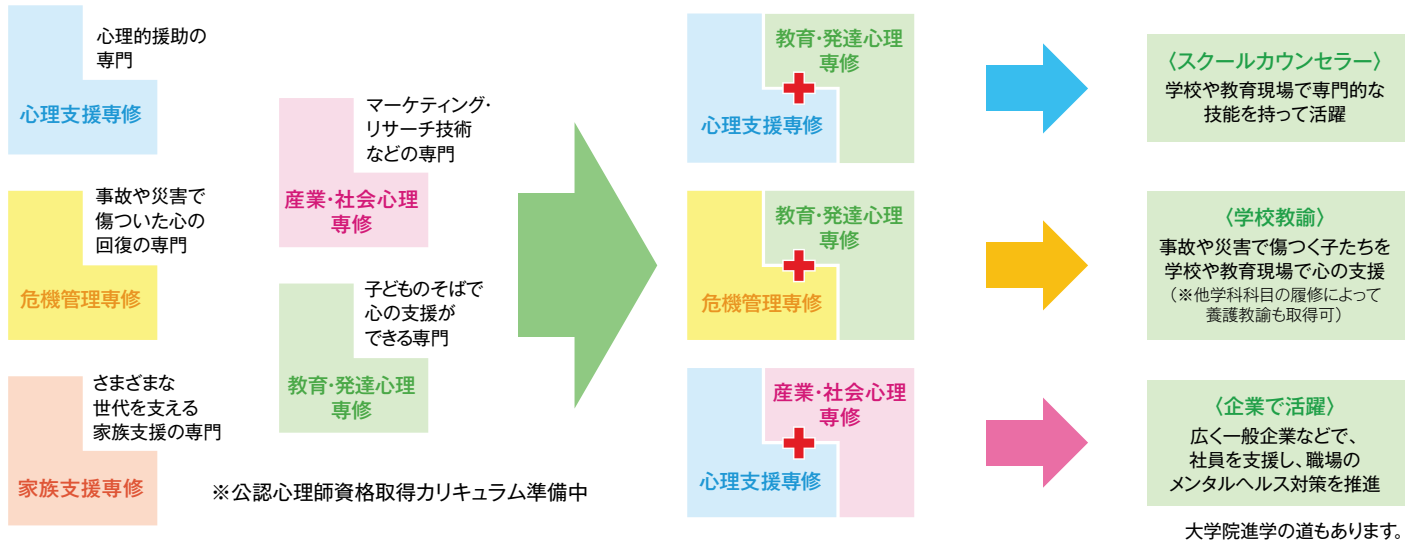 心理的援助の
専門
心理支援専修
事故や災害で
傷ついた心の
回復の専門
危機管理専修
さまざまな
世代を支える
家族支援の専門
家族支援専修
マーケティング・
リサーチ技術
などの専門
産業・社会心理
専修
子どものそばで
心の支援が
できる専門
教育・発達心理
専修
※公認心理師資格取得カリキュラム準備中
教育・発達心理
専修
心理支援専修
〈スクールカウンセラー〉
学校や教育現場で専門的な
技能を持って活躍
教育・発達心理
専修
危機管理専修
〈学校教諭〉
事故や災害で傷つく子たちを
学校や教育現場で心の支援
（※他学科科目の履修によって
養護教諭も取得可）
産業・社会心理
専修
心理支援専修
〈企業で活躍〉
広く一般企業などで、
社員を支援し、職場の
メンタルヘルス対策を推進
大学院進学の道もあります。